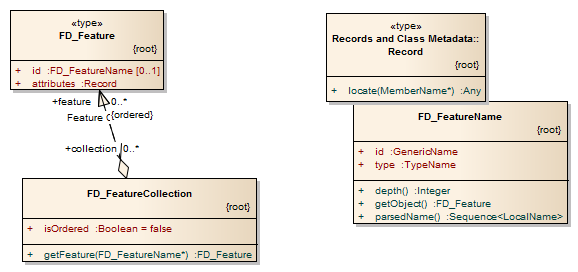 «type»
FD_Feature
{root}
+ id :FD_FeatureName [0..1]
+ attributes :Record
+feature 0..*
Feature
{ordered}
+collection 0..*
FD_FeatureCollection
{root}
+ isOrdered :Boolean = false
+ getFeature(FD_FeatureName*) :FD_Feature
«type»
Records and Class Metadata::
Record
{root}
+ locate(MemberName*) :Any
FD_FeatureName
{root}
+ id :GenericName
+ type :TypeName
+ depth() :Integer
+ getObject() :FD_Feature
+ parsedName() :Sequence<LocalName>